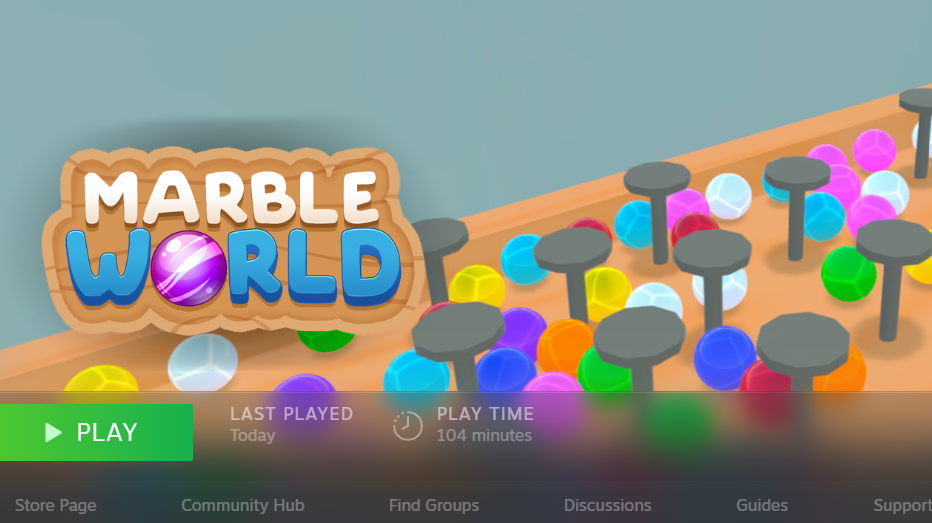 MARBLE
WORLD
PLAY
LAST PLAYED
Today
PLAY TIME
104 minutes
Store Page
Community Hub
Find Groups
Discussions
Guides
Support